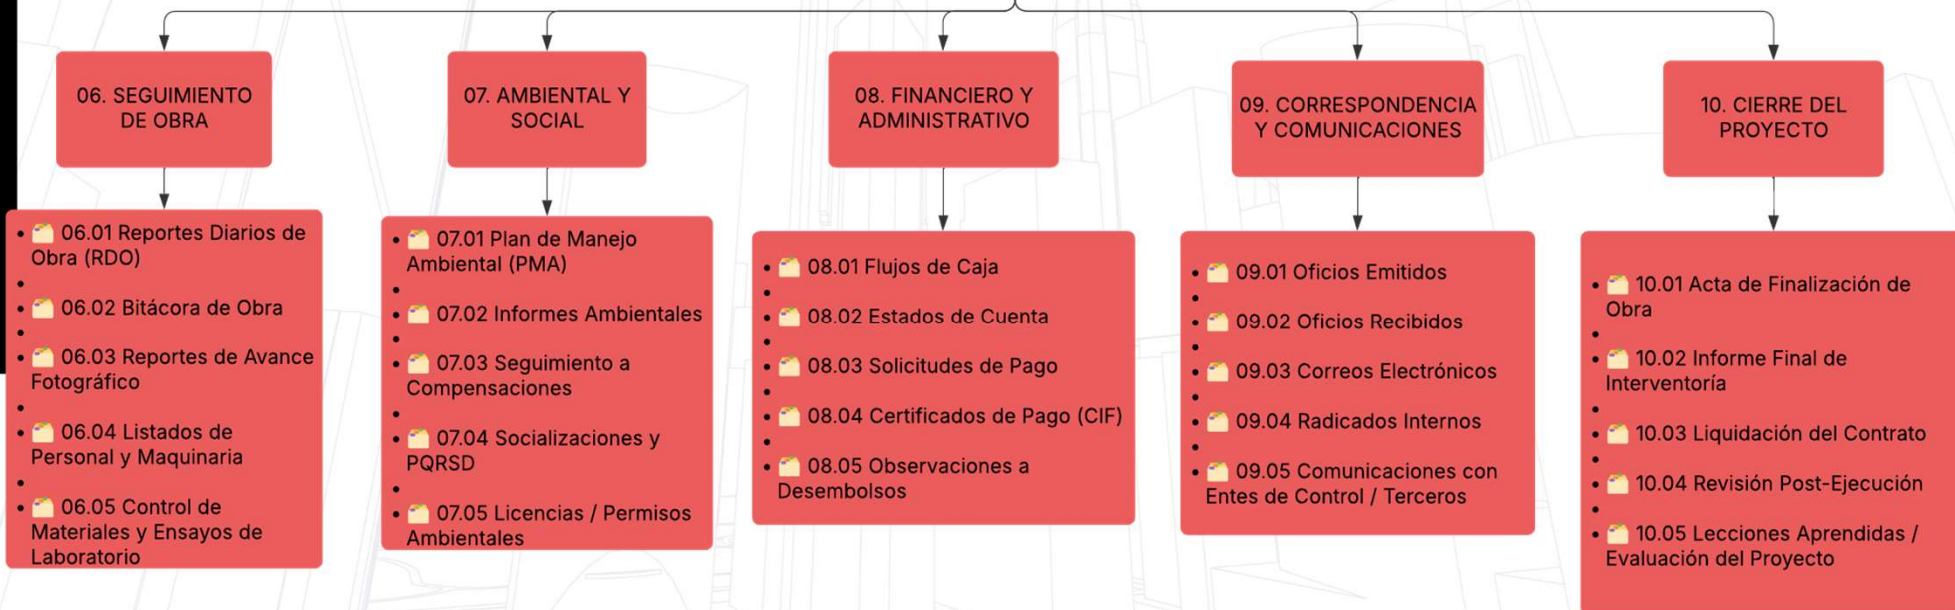 06. SEGUIMIENTO
DE OBRA
07. AMBIENTAL Y
SOCIAL
08. FINANCIERO Y
ADMINISTRATIVO
09. CORRESPONDENCIA
Y COMUNICACIONES
10. CIERRE DEL
PROYECTO
06.01 Reportes Diarios de
Obra (RDO)
06.02 Bitácora de Obra
06.03 Reportes de Avance
Fotográfico
06.04 Listados de
Personal y Maquinaria
06.05 Control de
Materiales y Ensayos de
Laboratorio
07.01 Plan de Manejo
Ambiental (PMA)
07.02 Informes Ambientales
07.03 Seguimiento a
Compensaciones
07.04 Socializaciones y
PQRSD
07.05 Licencias / Permisos
Ambientales
08.01 Flujos de Caja
08.02 Estados de Cuenta
08.03 Solicitudes de Pago
08.04 Certificados de Pago (CIF)
08.05 Observaciones a
Desembolsos
09.01 Oficios Emitidos
09.02 Oficios Recibidos
09.03 Correos Electrónicos
09.04 Radicados Internos
09.05 Comunicaciones con
Entes de Control / Terceros
10.01 Acta de Finalización de
Obra
10.02 Informe Final de
Interventoría
10.03 Liquidación del Contrato
10.04 Revisión Post-Ejecución
10.05 Lecciones Aprendidas /
Evaluación del Proyecto